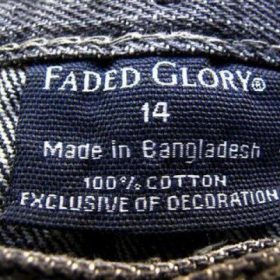 FADED GLORY®
14
Made in Bangladesh
100% COTTON
EXCLUSIVE OF DECORATION